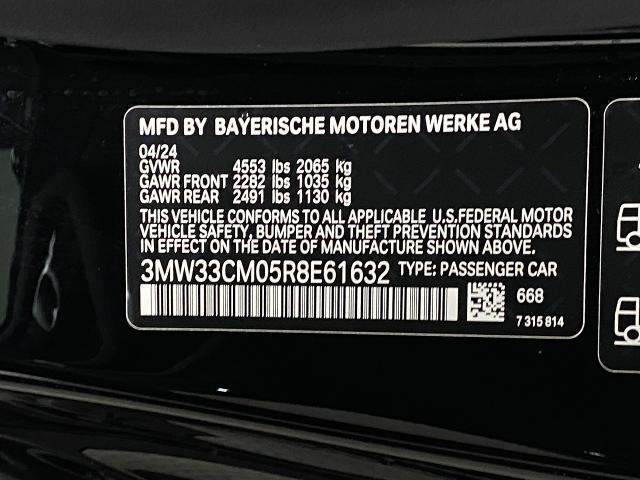 MFD BY BAYERISCHE MOTOREN WERKE AG
04/24
GVWR 4553 lbs 2065 kg
GAWR FRONT 2282 lbs 1035 kg
GAWR REAR 2491 lbs 1130 kg
THIS VEHICLE CONFORMS TO ALL APPLICABLE U.S.FEDERAL MOTOR
VEHICLE SAFETY, BUMPER AND THEFT PREVENTION STANDARDS
IN EFFECT ON THE DATE OF MANUFACTURE SHOWN ABOVE.
3MW33CM05R8E61632 TYPE: PASSENGER CAR
668
7 315 814